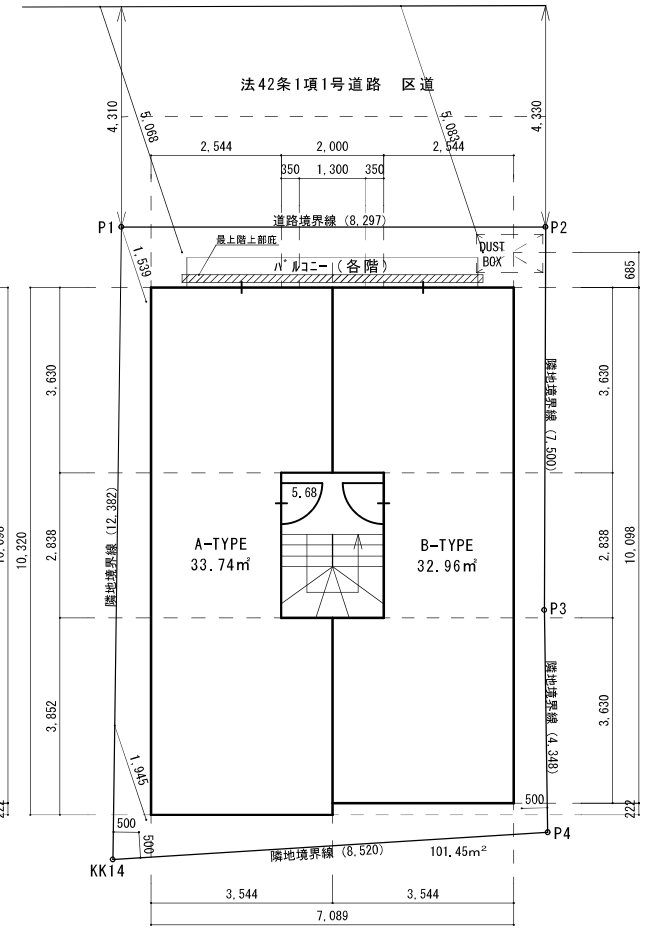 法42条1項1号道路　区道
4,310
5,068
5,083
4,330
2,544
2,000
2,544
350
1,300
350
P1
道路境界線 (8,297)
P2
最上階上部庇
DUST
BOX
バルコニー (各階)
1,539
685
3,630
3,630
隣地境界線 (7,500)
5.68
隣地境界線 (12,382)
10,320
2,838
A-TYPE
33.74㎡
B-TYPE
32.96㎡
2,838
10,098
P3
3,852
隣地境界線 (4,348)
3,630
1,945
222
500
222
500
500
P4
隣地境界線 (8,520)
101.45㎡
KK14
3,544
3,544
7,089